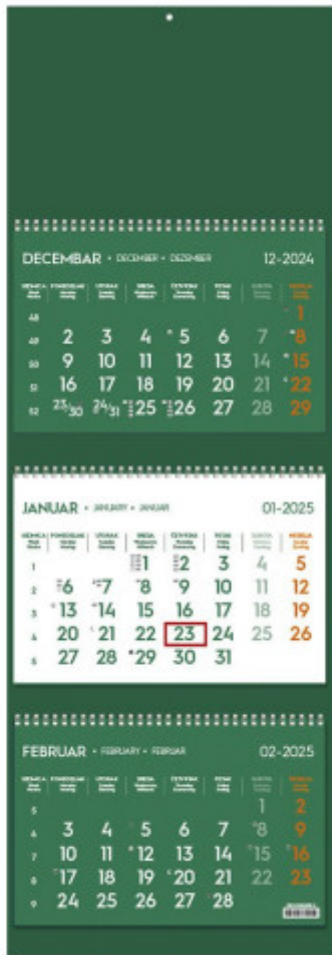 DECEMBAR • DECEMBER • DEZEMBER 12-2024
48 1
49 2 3 4 5 6 7 8
50 9 10 11 12 13 14 15
51 16 17 18 19 20 21 22
52 23/30 24/31 25 26 27 28 29
JANUAR • JANUARY • JANUAR 01-2025
1 1 2 3 4 5
2 6 7 8 9 10 11 12
3 13 14 15 16 17 18 19
4 20 21 22 23 24 25 26
5 27 28 29 30 31
FEBRUAR • FEBRUARY • FEBRUAR 02-2025
5 1 2
6 3 4 5 6 7 8 9
7 10 11 12 13 14 15 16
8 17 18 19 20 21 22 23
9 24 25 26 27 28